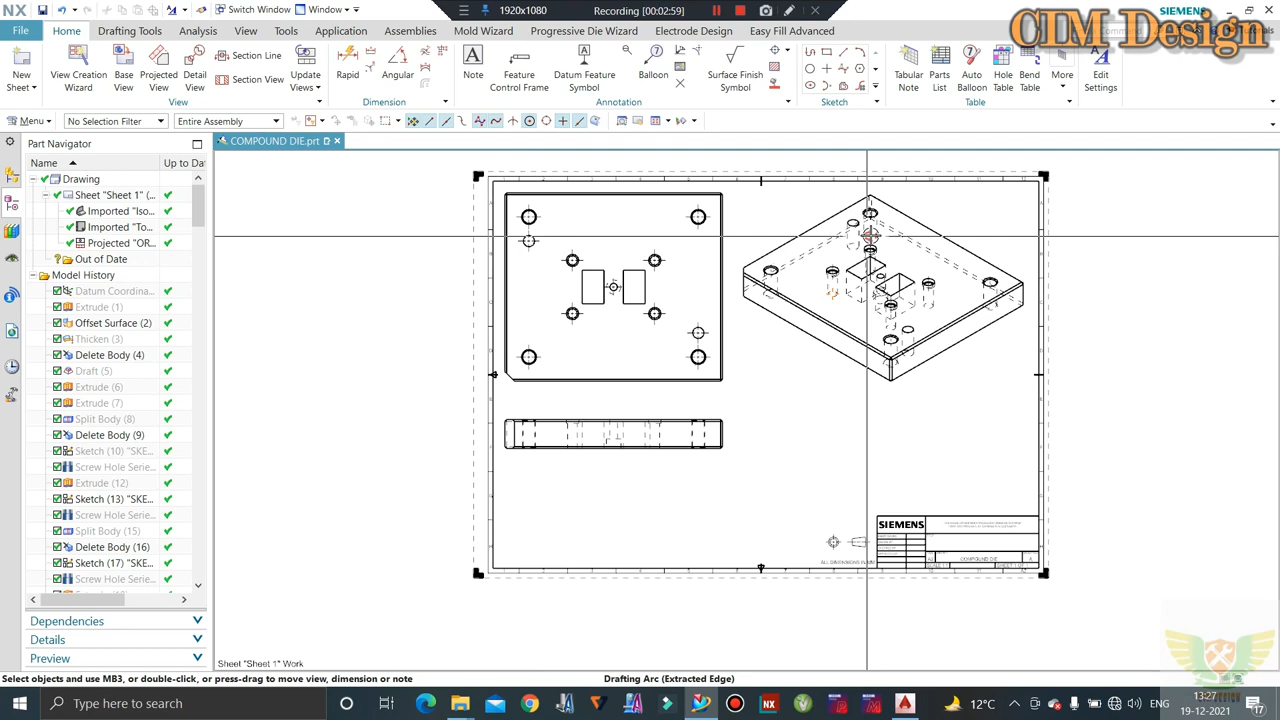 NX
Switch Window
Window
1920x1080
Recording [00:02:59]
SIEMENS
CIM Design
File
Home
Drafting Tools
Analysis
View
Tools
Application
Assemblies
Mold Wizard
Progressive Die Wizard
Electrode Design
Easy Fill Advanced
Tutorials
New
Sheet
View Creation
Wizard
Base
View
Projected
View
Detail
View
Section Line
Section View
Update
Views
View
Rapid
Angular
Dimension
Note
Feature
Control Frame
Datum Feature
Symbol
Balloon
Surface Finish
Symbol
Annotation
Sketch
Tabular
Note
Parts
List
Auto
Balloon
Hole
Table
Bend
Table
More
Table
Edit
Settings
Menu
No Selection Filter
Entire Assembly
Part Navigator
COMPOUND DIE.prt
Name
Up to Da
Drawing
Sheet "Sheet 1" (...
Imported "Iso...
Imported "To...
Projected "OR...
Out of Date
Model History
Datum Coordina...
Extrude (1)
Offset Surface (2)
Thicken (3)
Delete Body (4)
Draft (5)
Extrude (6)
Extrude (7)
Split Body (8)
Delete Body (9)
Sketch (10) "SKE...
Screw Hole Serie...
Extrude (12)
Sketch (13) "SKE...
Screw Hole Serie...
Split Body (15)
Delete Body (16)
Sketch (17) "SKE...
Screw Hole Serie...
Dependencies
Details
Preview
SIEMENS
COMPOUND DIE
Sheet "Sheet 1" Work
Select objects and use MB3, or double-click, or press-drag to move view, dimension or note
Drafting Arc (Extracted Edge)
Type here to search
12°C
ENG
13:27
19-12-2021
17